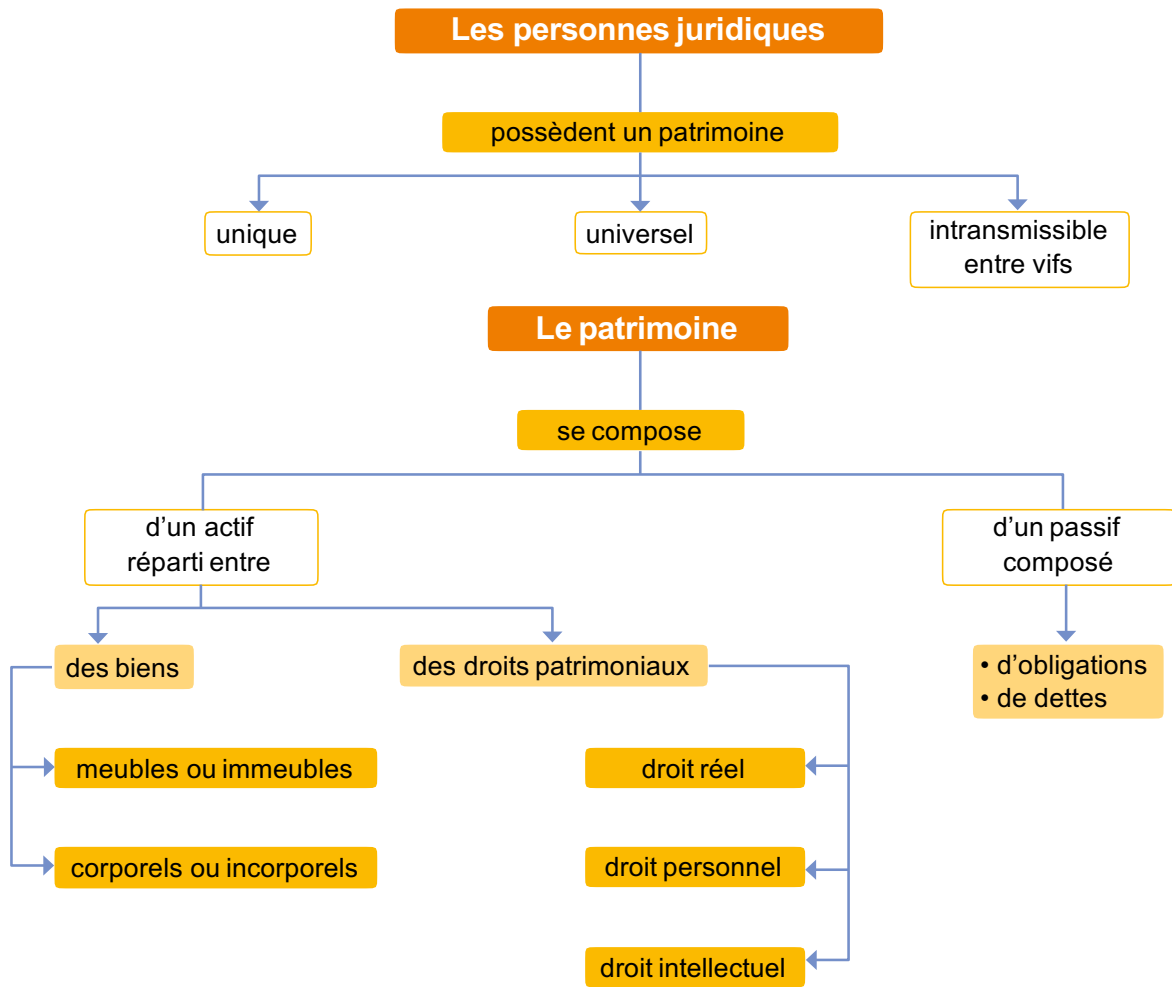 Les personnes juridiques
possèdent un patrimoine
unique
universel
intransmissible
entre vifs
Le patrimoine
se compose
d’un actif
réparti entre
d’un passif
composé
des biens
des droits patrimoniaux
• d’obligations
• de dettes
meubles ou immeubles
droit réel
corporels ou incorporels
droit personnel
droit intellectuel